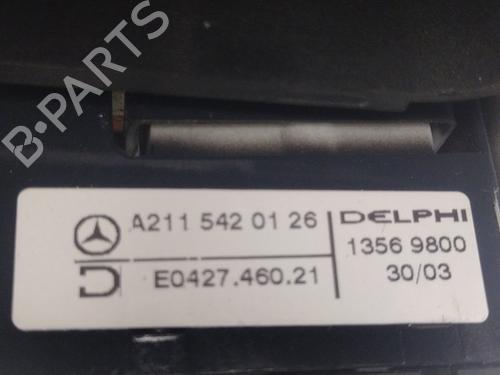 B-PARTS
A211 542 01 26 DELPHI
1356 9800
E0427.460.21
30/03